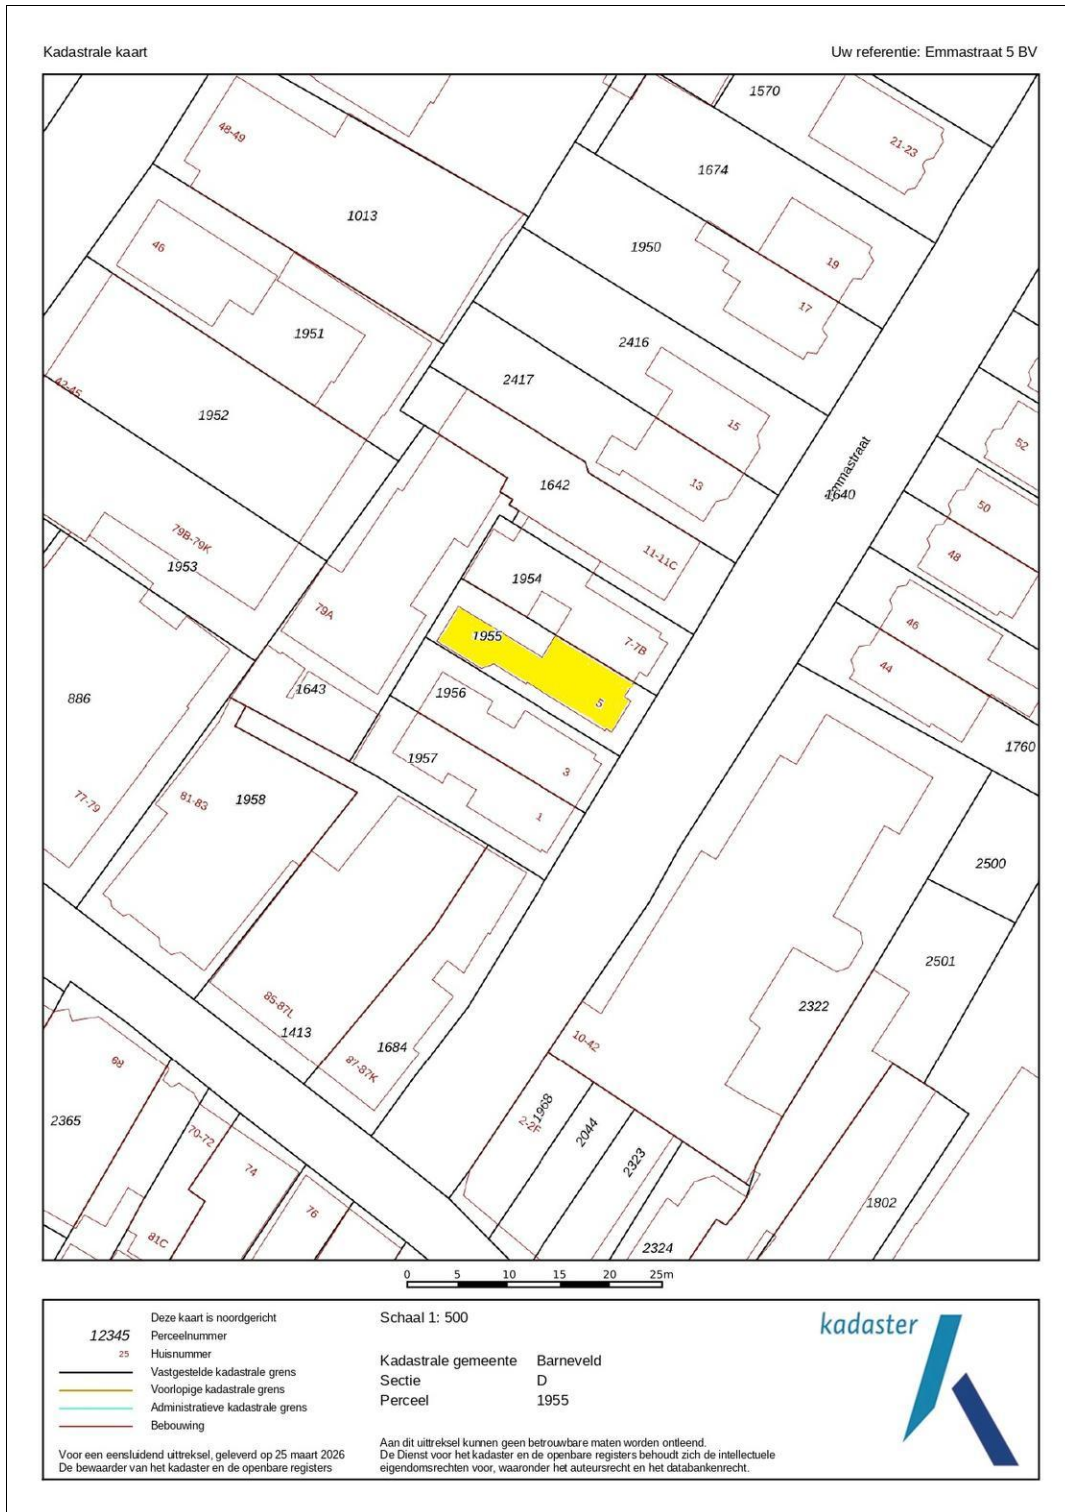 Kadastrale kaart
Uw referentie: Emmastraat 5 BV
1570
48-49
21-23
1674
1013
1950
46
19
17
1951
2416
2417
42-45
1952
15
52
Emmastraat
1640
1642
13
50
79B-79K
11-11C
48
1953
1954
79A
46
1955
7-7B
44
1643
1956
5
886
1760
1957
3
77-79
81-83
1958
1
2500
2501
85-87L
1413
2322
87-87K
1684
10-42
68
2365
1968
2-2F
2044
70-72
2323
74
76
1802
81C
2324
0 5 10 15 20 25m
Deze kaart is noordgericht
12345 Perceelnummer
25 Huisnummer
Vastgestelde kadastrale grens
Voorlopige kadastrale grens
Administratieve kadastrale grens
Bebouwing
Voor een eensluidend uittreksel, geleverd op 25 maart 2026
De bewaarder van het kadaster en de openbare registers
Schaal 1: 500
Kadastrale gemeente Barneveld
Sectie D
Perceel 1955
Aan dit uittreksel kunnen geen betrouwbare maten worden ontleend.
De Dienst voor het kadaster en de openbare registers behoudt zich de intellectuele
eigendomsrechten voor, waaronder het auteursrecht en het databankenrecht.
kadaster